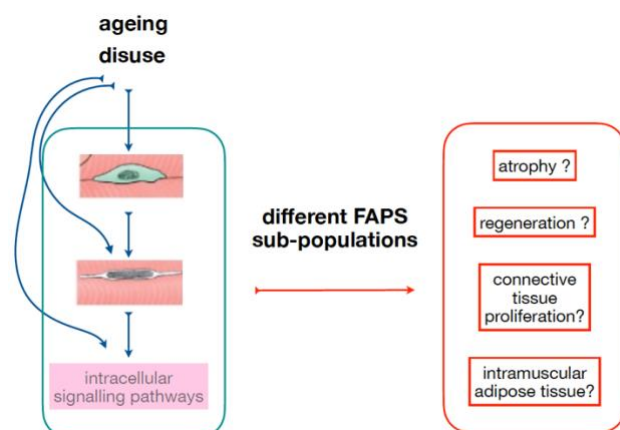 ageing
disuse
different FAPS
sub-populations
intracellular
signalling pathways
atrophy ?
regeneration ?
connective
tissue
proliferation?
intramuscular
adipose tissue?